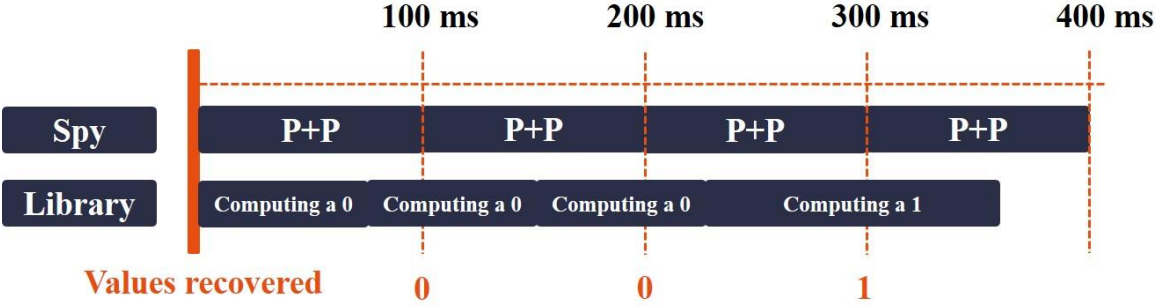 100 ms 200 ms 300 ms 400 ms
Spy P+P P+P P+P P+P
Library Computing a 0 Computing a 0 Computing a 0 Computing a 1
Values recovered 0 0 1